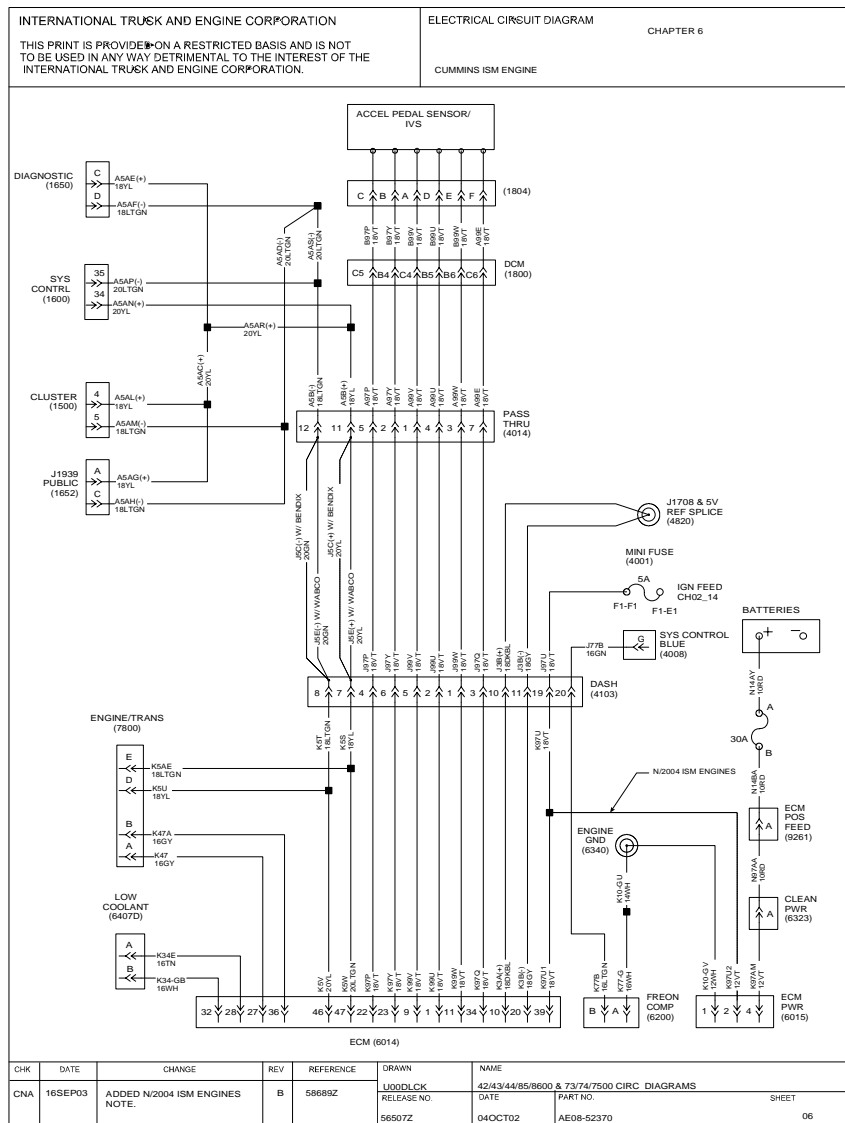 INTERNATIONAL TRUCK AND ENGINE CORPORATION
THIS PRINT IS PROVIDED ON A RESTRICTED BASIS AND IS NOT
TO BE USED IN ANY WAY DETRIMENTAL TO THE INTEREST OF THE
INTERNATIONAL TRUCK AND ENGINE CORPORATION.
ELECTRICAL CIRCUIT DIAGRAM
CHAPTER 6
CUMMINS ISM ENGINE
ACCEL PEDAL SENSOR/
IVS
C B A D E F
(1804)
B97P 18VT
B97Y 18VT
B99V 18VT
B99U 18VT
B99W 18VT
A99E 18VT
C5 B4 C4 B5 B6 C6
DCM
(1800)
DIAGNOSTIC
(1650)
C
D
A5AE(+)
18YL
A5AF(-)
18LTGN
A5AD(-)
20LTGN
A5AS(-)
20LTGN
SYS
CONTRL
(1600)
35
34
A5AP(-)
20LTGN
A5AN(+)
20YL
A5AR(+)
20YL
A5AC(+)
20YL
CLUSTER
(1500)
4
5
A5AL(+)
18YL
A5AM(-)
18LTGN
J1939
PUBLIC
(1652)
A
C
A5AG(+)
18YL
A5AH(-)
18LTGN
A5B(-)
18LTGN
A5B(+)
18YL
A97P 18VT
A97Y 18VT
A99V 18VT
A99U 18VT
A99W 18VT
A99E 18VT
12 11 5 2 1 4 3 7
PASS
THRU
(4014)
J5C(-) W/ BENDIX
20GN
J5C(+) W/ BENDIX
20YL
J5E(-) W/ WABCO
20GN
J5E(+) W/ WABCO
20YL
J1708 & 5V
REF SPLICE
(4820)
MINI FUSE
(4001)
5A
F1-F1
F1-E1
IGN FEED
CH02_14
G
SYS CONTROL
BLUE
(4008)
J77B
16GN
BATTERIES
+ -
J97P 18VT
J97Y 18VT
J99V 18VT
J99U 18VT
J99W 18VT
J97Q 18VT
J3B(+) 18DKBL
J3B(-) 18GY
J97U 18VT
8 7 4 6 5 2 1 3 10 11 19 20
DASH
(4103)
N14AY
10RD
A
30A
B
N14BA
10RD
ENGINE/TRANS
(7800)
E
D
B
A
K5AE
18LTGN
K5U
18YL
K47A
16GY
K47
16GY
K5T
18LTGN
K5S
18YL
K97U
18VT
N/2004 ISM ENGINES
ECM
POS
FEED
(9261)
A
N97AA
10RD
ENGINE
GND
(6340)
K10-GU
14WH
CLEAN
PWR
(6323)
A
LOW
COOLANT
(6407D)
A
B
K34E
16TN
K34-GB
16WH
K5V 20YL
K5W 20LTGN
K97P 18VT
K97Y 18VT
K99V 18VT
K99U 18VT
K99W 18VT
K97Q 18VT
K3A(+) 18DKBL
K3B(-) 18GY
K97U1 18VT
K77B 16LTGN
K77-G 16WH
K10-GV 12WH
K97U2 12VT
K97AM 12VT
32 28 27 36 46 47 22 23 9 1 11 34 10 20 39
ECM (6014)
B A
FREON
COMP
(6200)
1 2 4
ECM
PWR
(6015)
CHK DATE CHANGE REV REFERENCE
CNA 16SEP03 ADDED N/2004 ISM ENGINES
NOTE.
B 58689Z
DRAWN
U00DLCK
NAME
42/43/44/85/8600 & 73/74/7500 CIRC DIAGRAMS
RELEASE NO.
56507Z
DATE
04OCT02
PART NO.
AE08-52370
SHEET
06